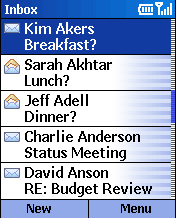 Inbox
Kim Akers
Breakfast?
Sarah Akhtar
Lunch?
Jeff Adell
Dinner?
Charlie Anderson
Status Meeting
David Anson
RE: Budget Review
New Menu